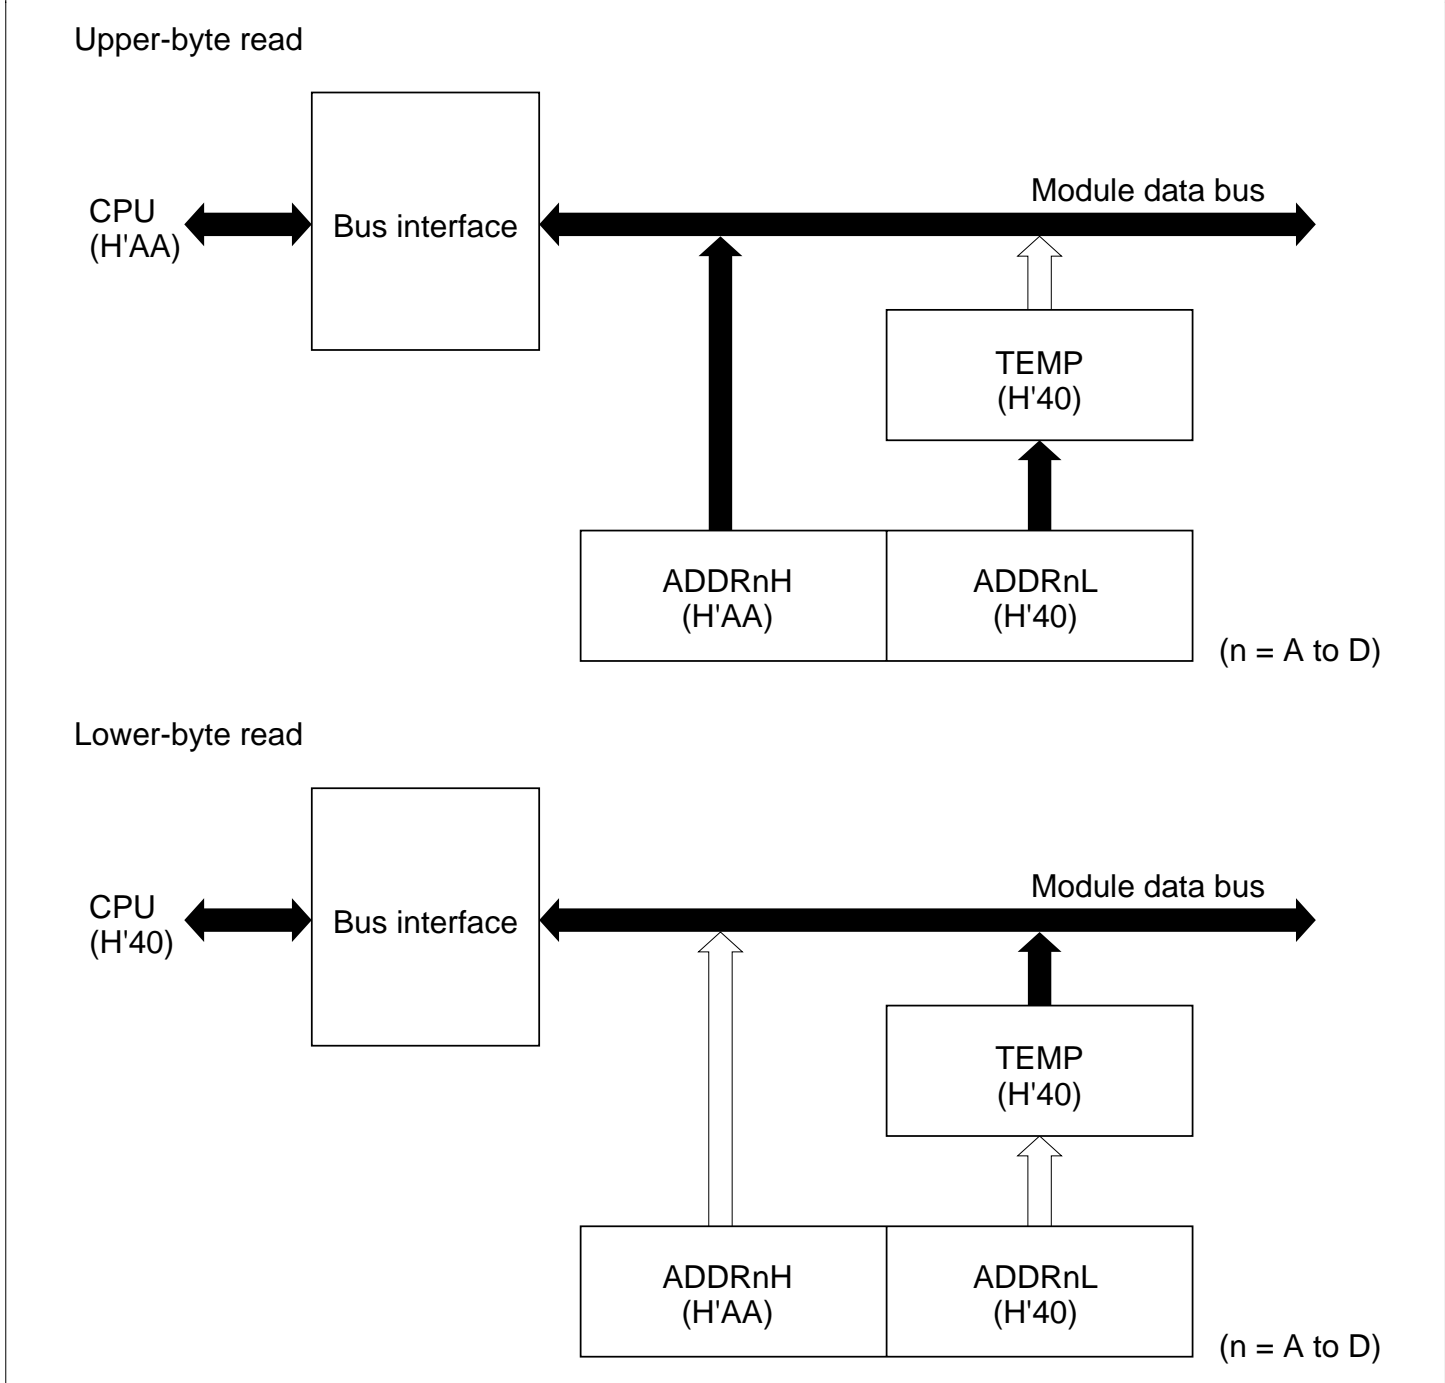 Upper-byte read
Module data bus
CPU
(H'AA)
Bus interface
TEMP
(H'40)
ADDRnH
(H'AA)
ADDRnL
(H'40)
(n = A to D)
Lower-byte read
Module data bus
CPU
(H'40)
Bus interface
TEMP
(H'40)
ADDRnH
(H'AA)
ADDRnL
(H'40)
(n = A to D)